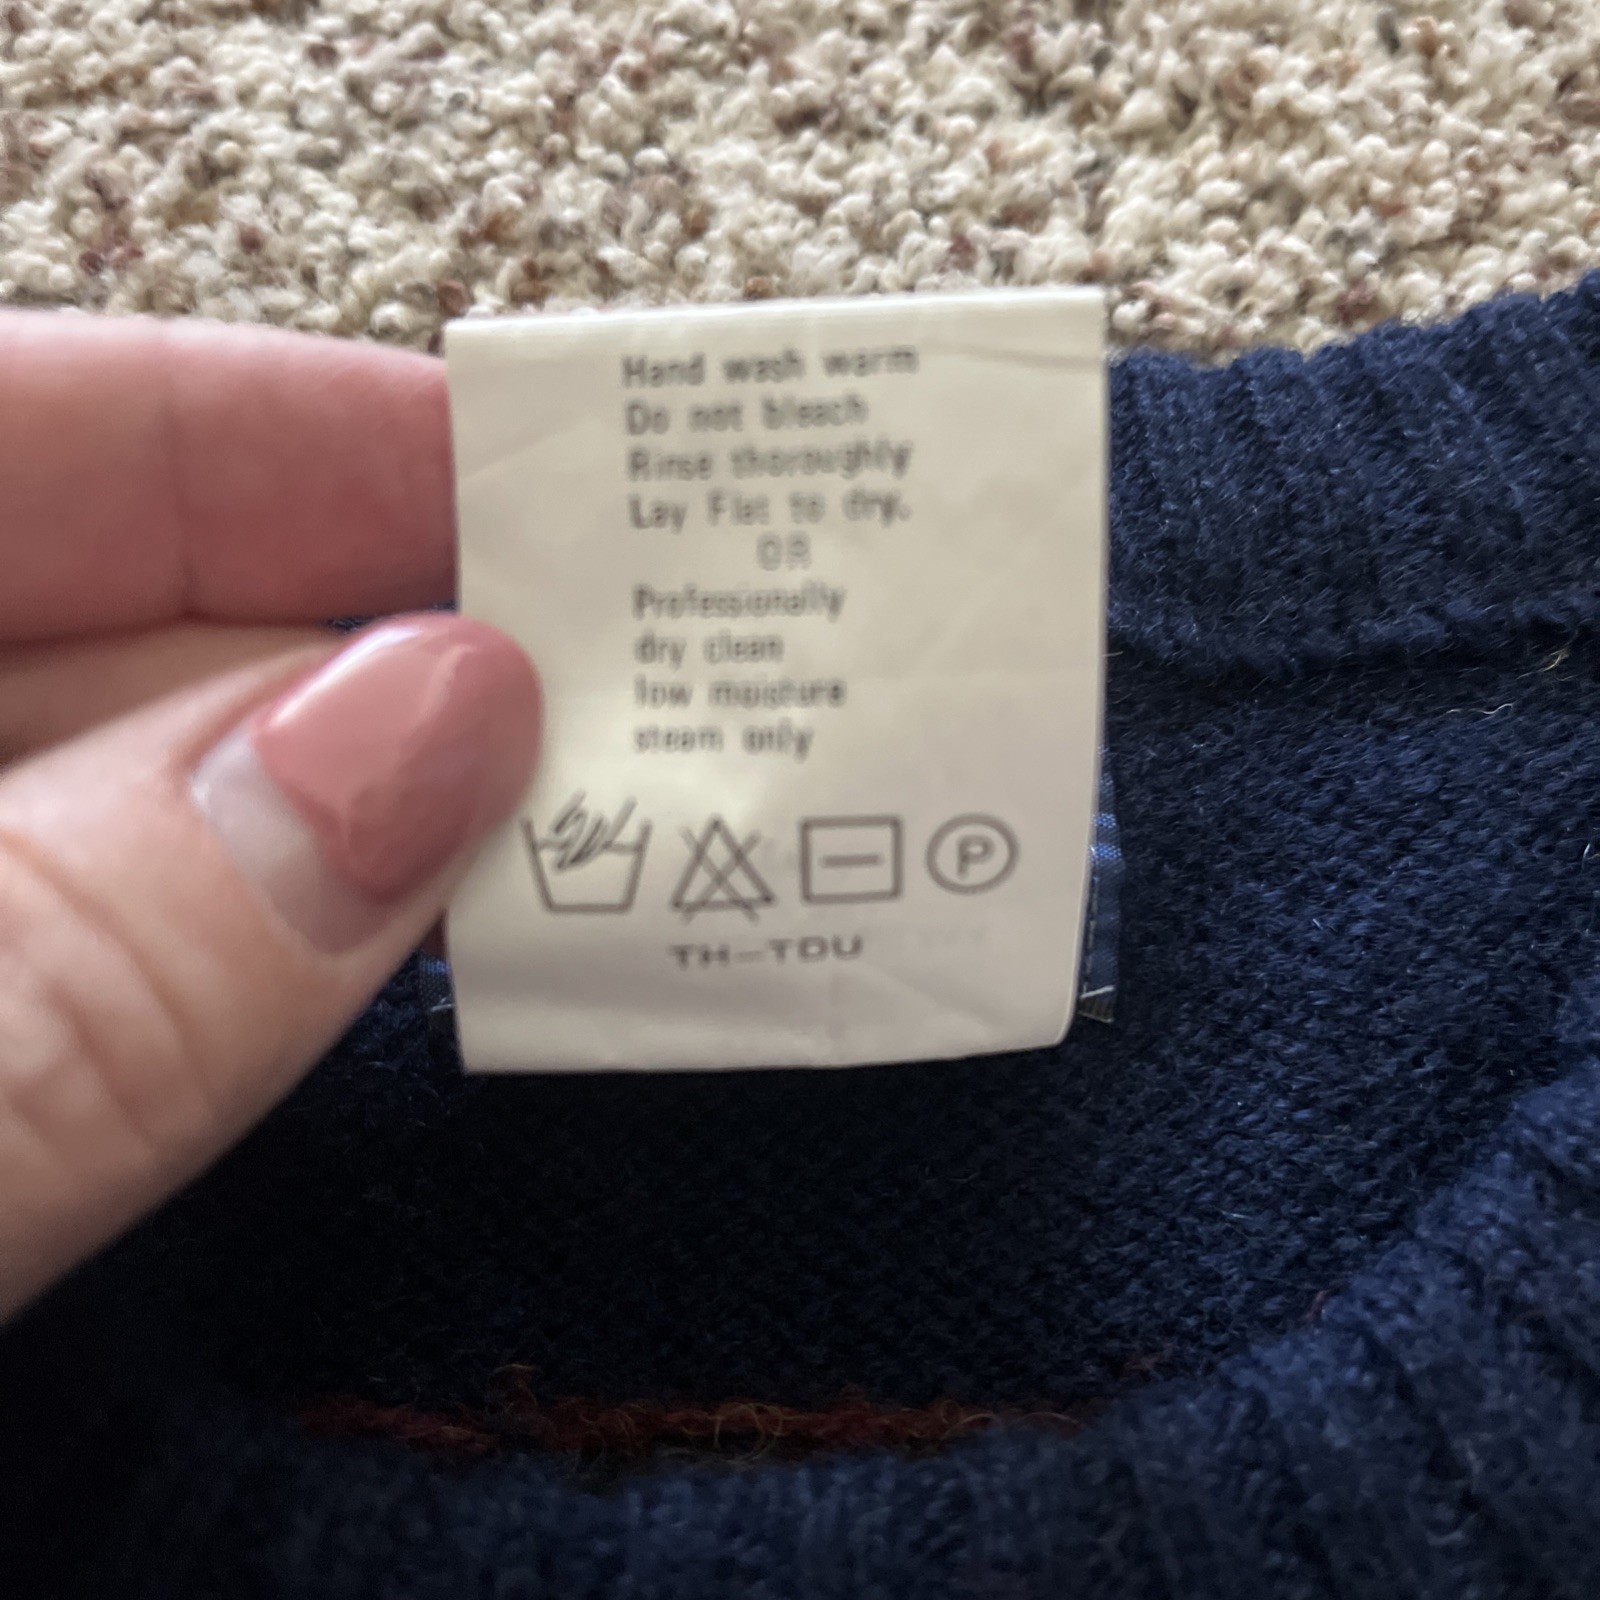 Hand wash warm
Do not bleach
Rinse thoroughly
Lay Flat to dry.
OR
Professionally
dry clean
low moisture
steam only
P
TH-TDU